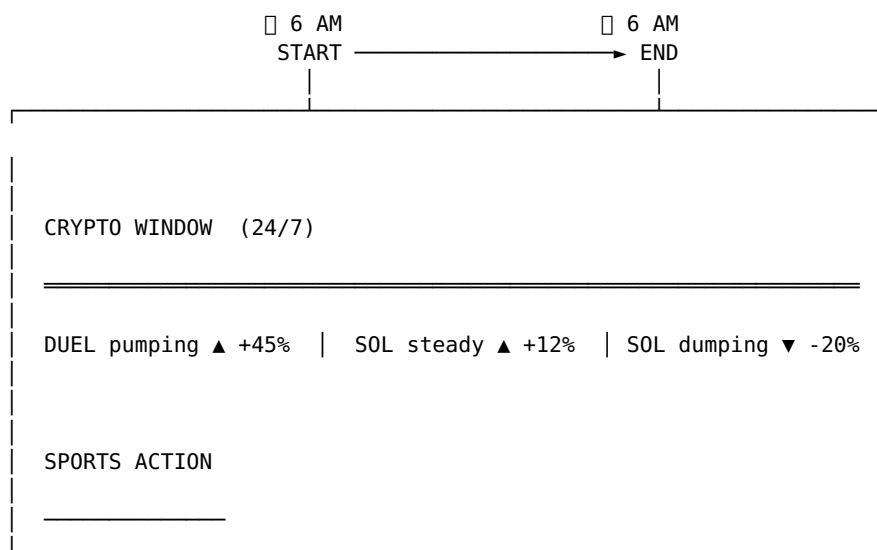 6 AM 6 AM
START ► END
CRYPTO WINDOW (24/7)
DUEL pumping ▲ +45% │ SOL steady ▲ +12% │ SOL dumping ▼ -20%
SPORTS ACTION